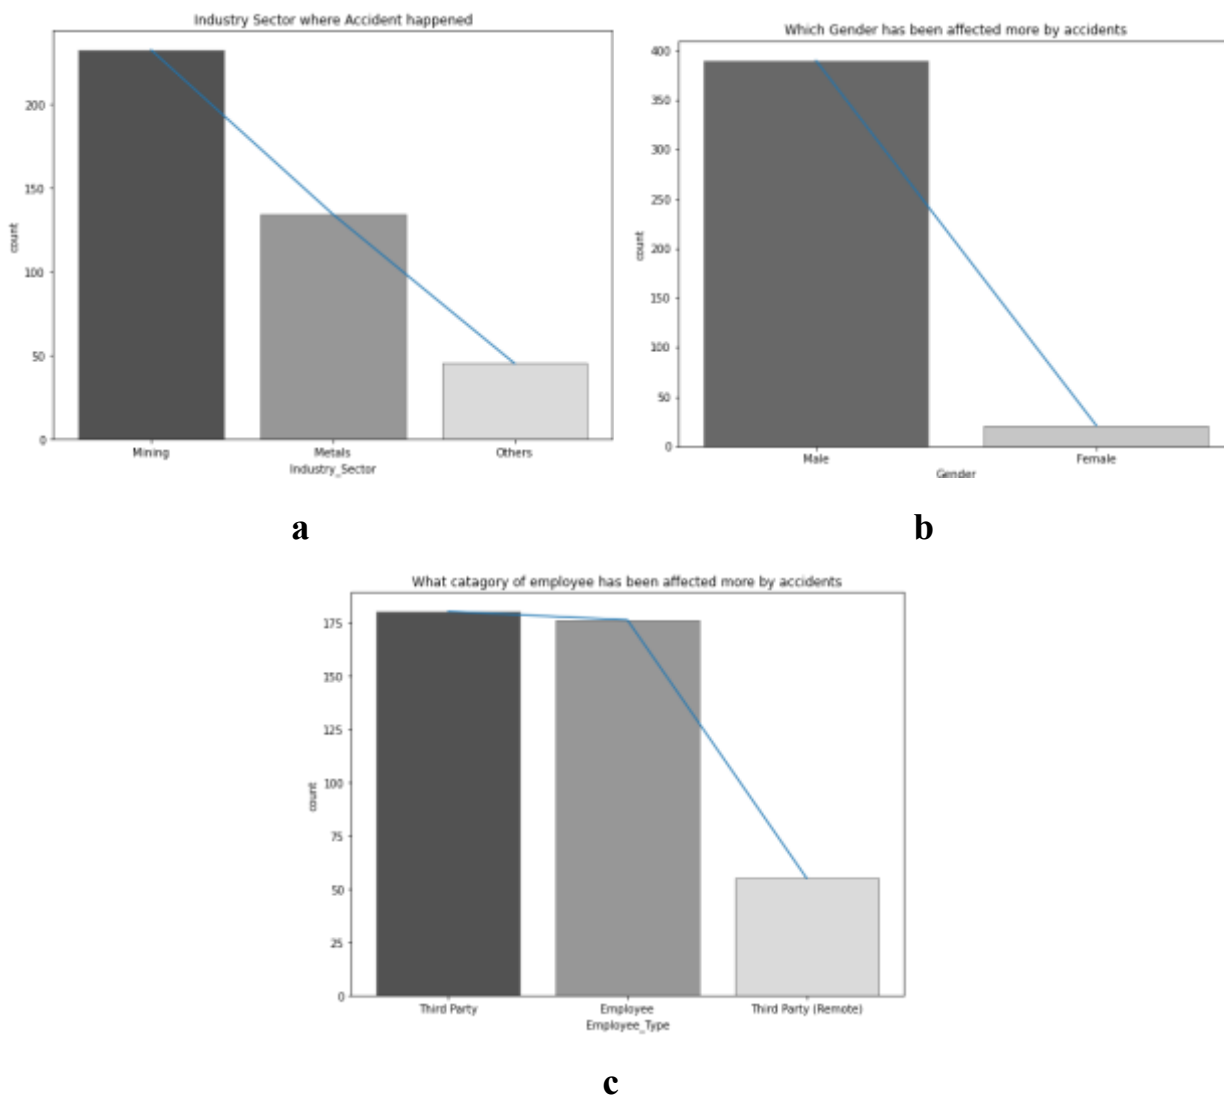 Industry Sector where Accident happened
200
150
100
50
0
count
Mining Metals Others
Industry_Sector
Which Gender has been affected more by accidents
400
350
300
250
200
150
100
50
0
count
Male Female
Gender
a b
What catagory of employee has been affected more by accidents
175
150
125
100
75
50
25
0
count
Third Party Employee Third Party (Remote)
Employee_Type
c